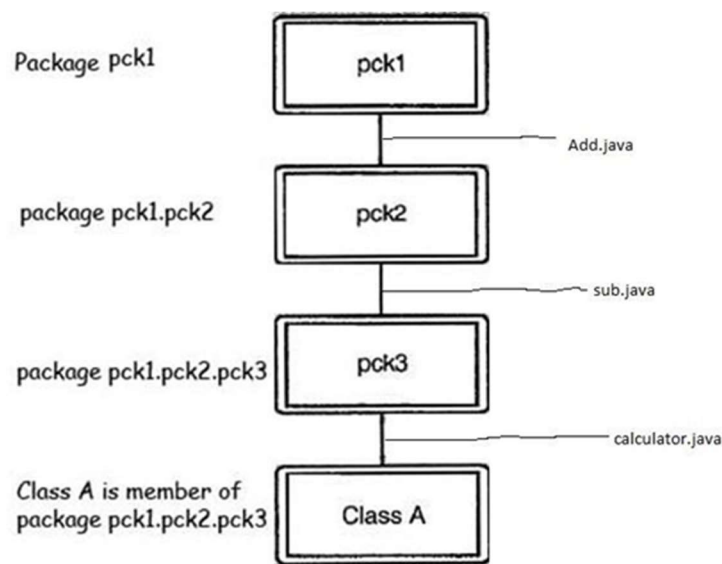 Package pck1
pck1
Add.java
package pck1.pck2
pck2
sub.java
package pck1.pck2.pck3
pck3
calculator.java
Class A is member of
package pck1.pck2.pck3
Class A